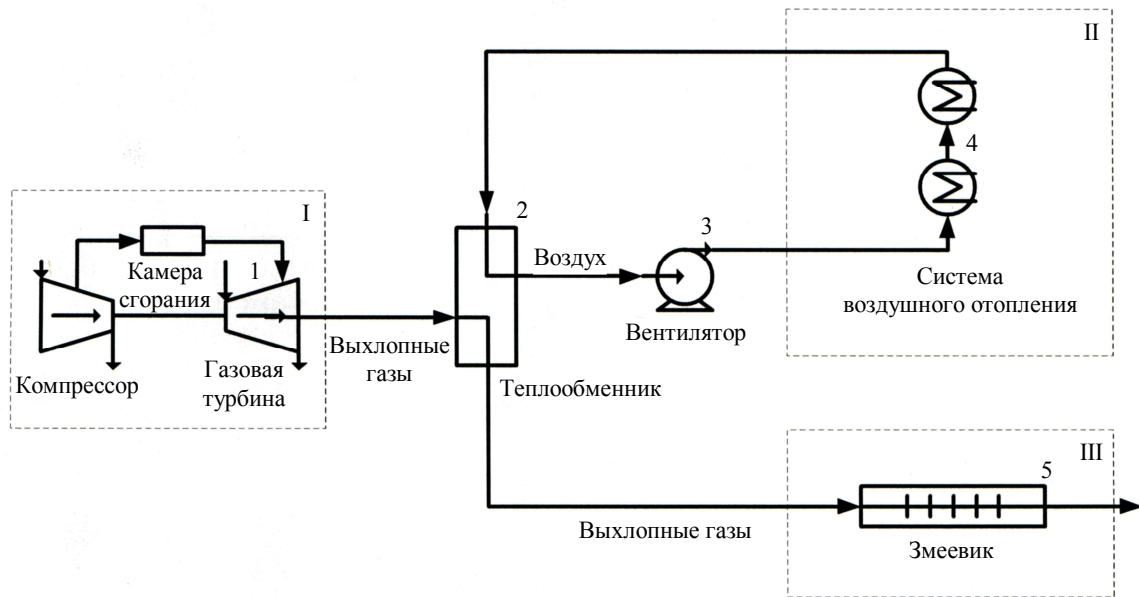 II
4
Система
воздушного отопления
2
Воздух
3
Вентилятор
Теплообменник
I
Камера
сгорания
1
Компрессор
Газовая
турбина
Выхлопные
газы
III
5
Выхлопные газы
Змеевик